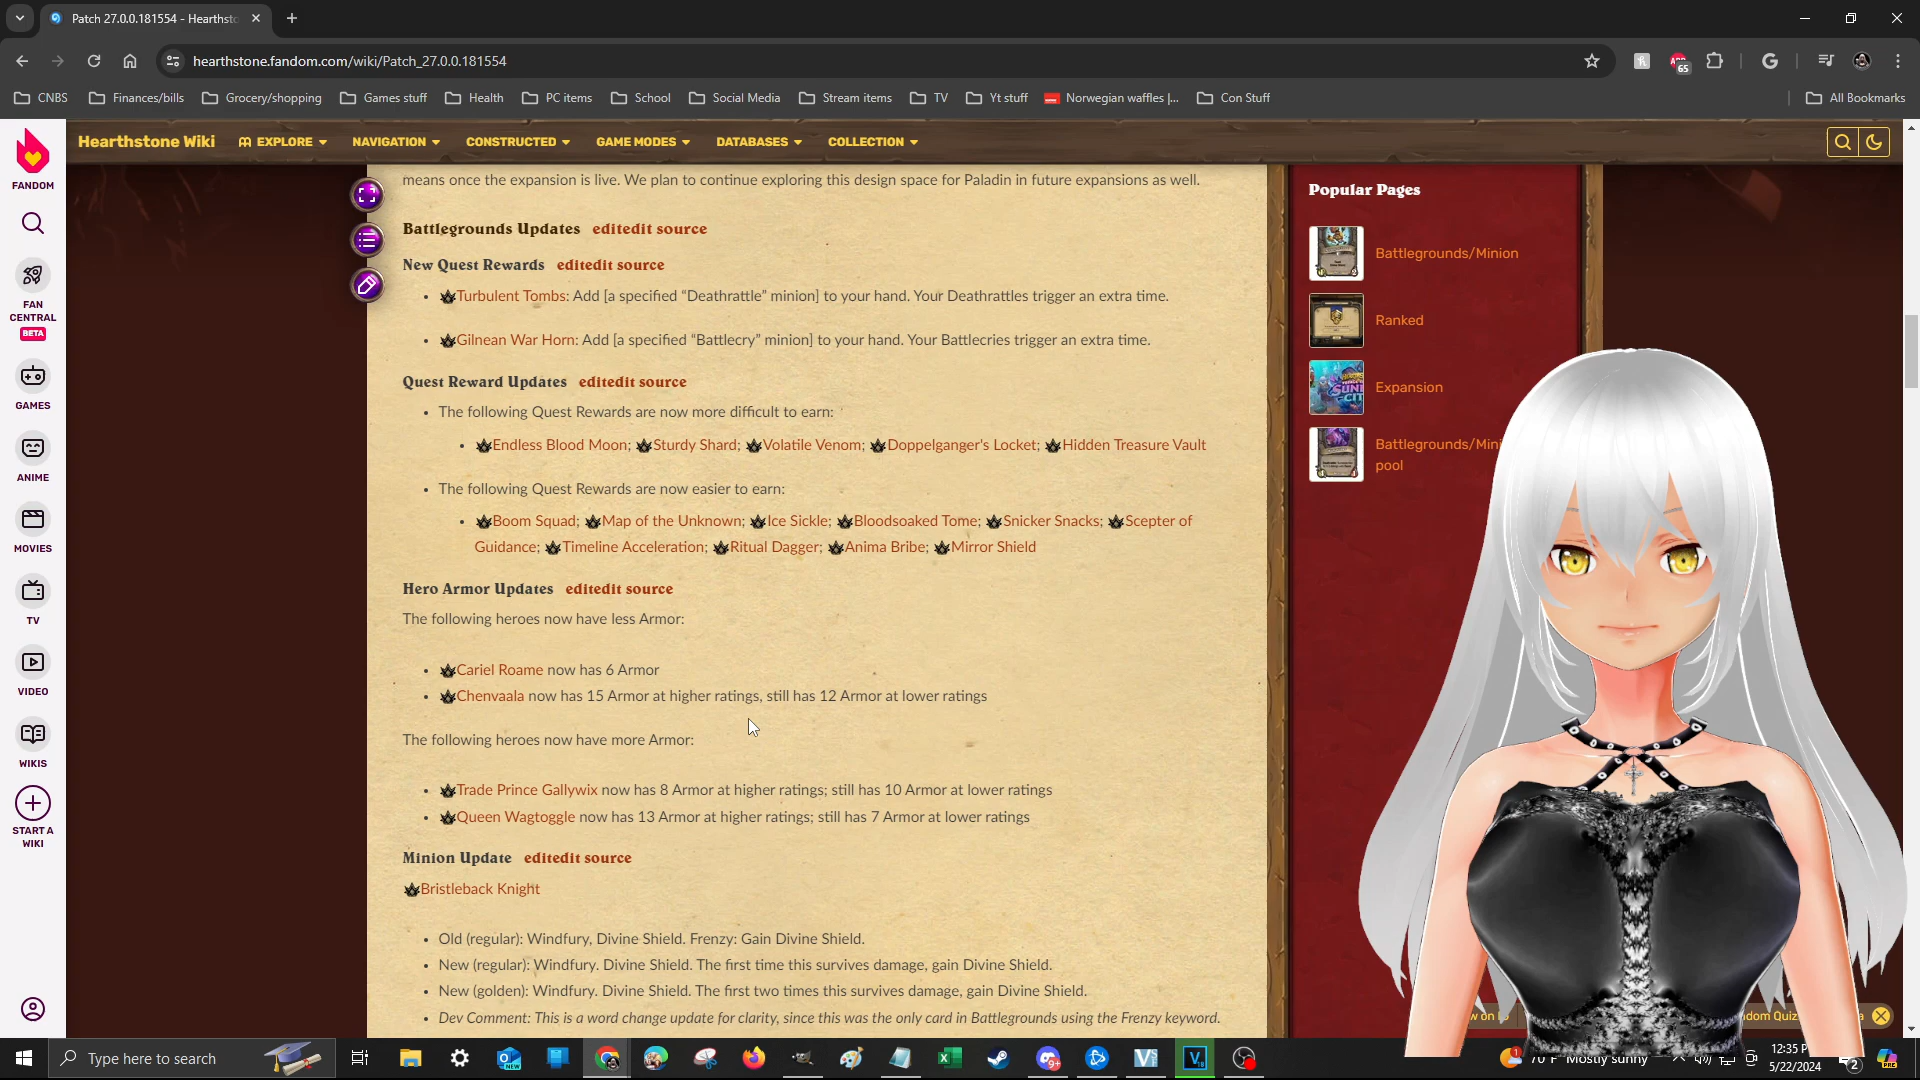 Patch 27.0.0.181554 - Hearthsto
hearthstone.fandom.com/wiki/Patch_27.0.0.181554
65
CNBS Finances/bills Grocery/shopping Games stuff Health PC items School Social Media Stream items TV Yt stuff Norwegian waffles |... Con Stuff All Bookmarks
Hearthstone Wiki EXPLORE NAVIGATION CONSTRUCTED GAME MODES DATABASES COLLECTION
FANDOM
FAN
CENTRAL
BETA
GAMES
ANIME
MOVIES
TV
VIDEO
WIKIS
START A
WIKI
means once the expansion is live. We plan to continue exploring this design space for Paladin in future expansions as well.
Battlegrounds Updates editedit source
New Quest Rewards editedit source
Turbulent Tombs: Add [a specified “Deathrattle” minion] to your hand. Your Deathrattles trigger an extra time.
Gilnean War Horn: Add [a specified “Battlecry” minion] to your hand. Your Battlecries trigger an extra time.
Quest Reward Updates editedit source
The following Quest Rewards are now more difficult to earn:
Endless Blood Moon; Sturdy Shard; Volatile Venom; Doppelganger's Locket; Hidden Treasure Vault
The following Quest Rewards are now easier to earn:
Boom Squad; Map of the Unknown; Ice Sickle; Bloodsoaked Tome; Snicker Snacks; Scepter of
Guidance; Timeline Acceleration; Ritual Dagger; Anima Bribe; Mirror Shield
Hero Armor Updates editedit source
The following heroes now have less Armor:
Cariel Roame now has 6 Armor
Chenvaala now has 15 Armor at higher ratings, still has 12 Armor at lower ratings
The following heroes now have more Armor:
Trade Prince Gallywix now has 8 Armor at higher ratings; still has 10 Armor at lower ratings
Queen Wagtoggle now has 13 Armor at higher ratings; still has 7 Armor at lower ratings
Minion Update editedit source
Bristleback Knight
Old (regular): Windfury, Divine Shield. Frenzy: Gain Divine Shield.
New (regular): Windfury. Divine Shield. The first time this survives damage, gain Divine Shield.
New (golden): Windfury. Divine Shield. The first two times this survives damage, gain Divine Shield.
Dev Comment: This is a word change update for clarity, since this was the only card in Battlegrounds using the Frenzy keyword.
Popular Pages
Battlegrounds/Minion
Ranked
Expansion
Battlegrounds/Mini
pool
Type here to search
70°F Mostly sunny
12:35 P
5/22/2024
2